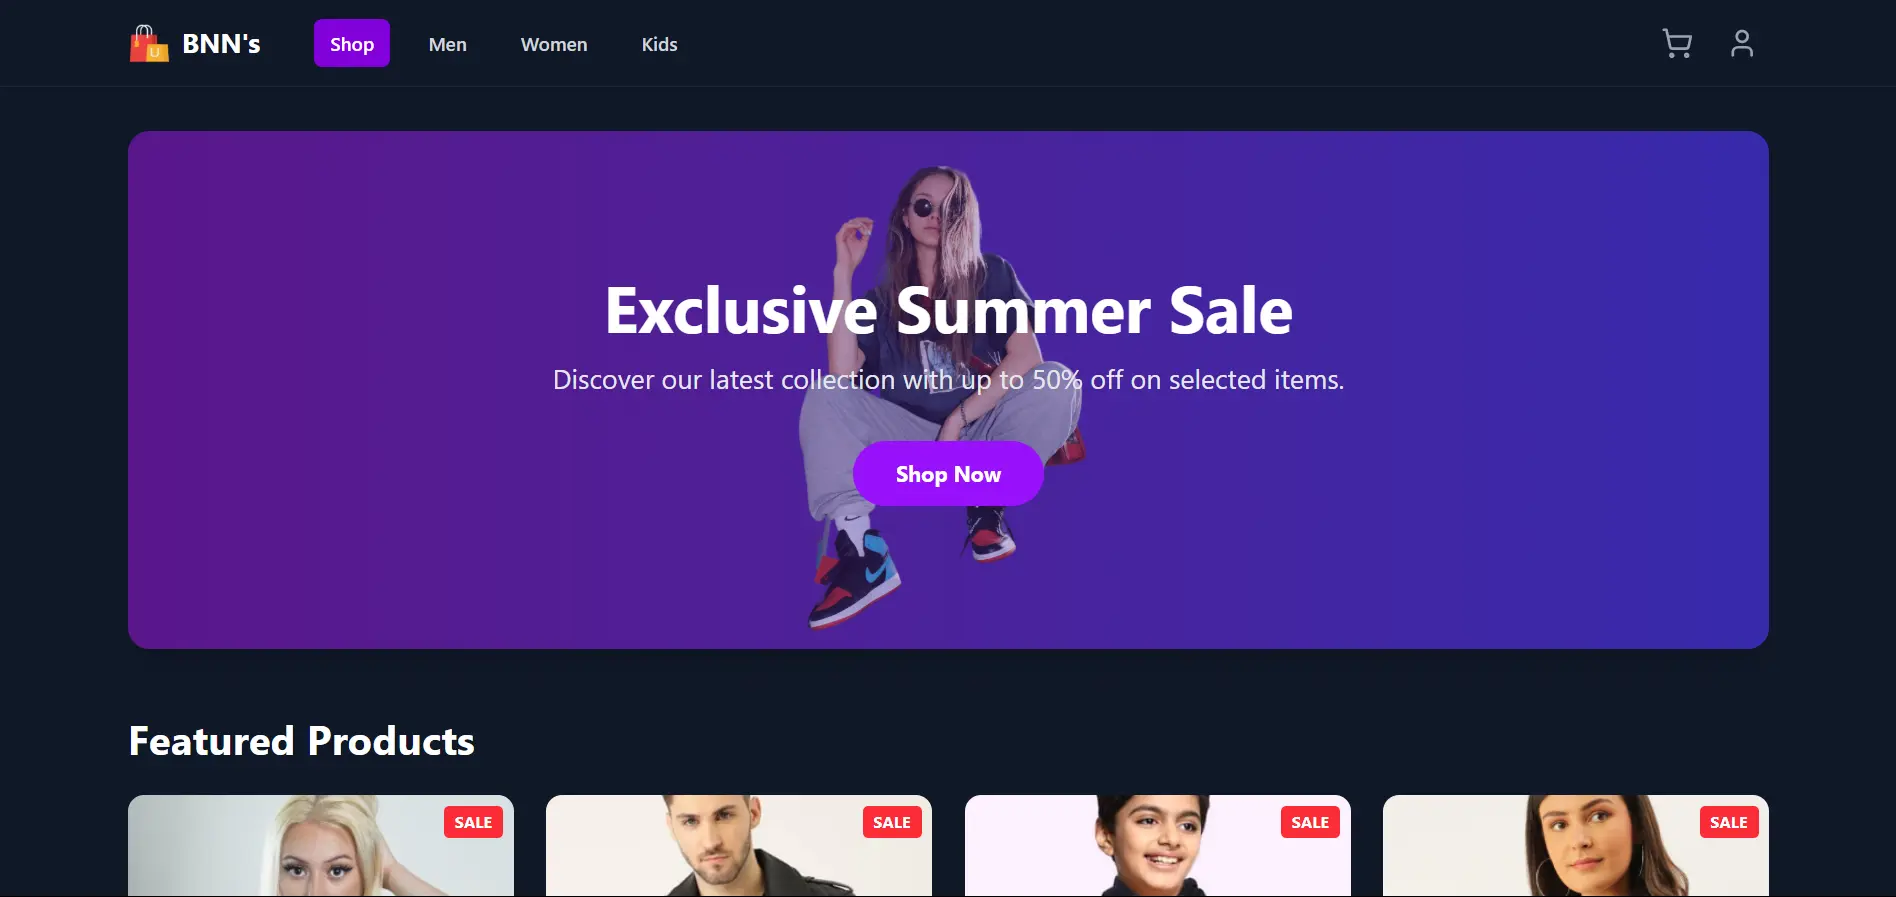 U
BNN's
Shop
Men
Women
Kids
Exclusive Summer Sale
Discover our latest collection with up to 50% off on selected items.
Shop Now
Featured Products
SALE
SALE
SALE
SALE